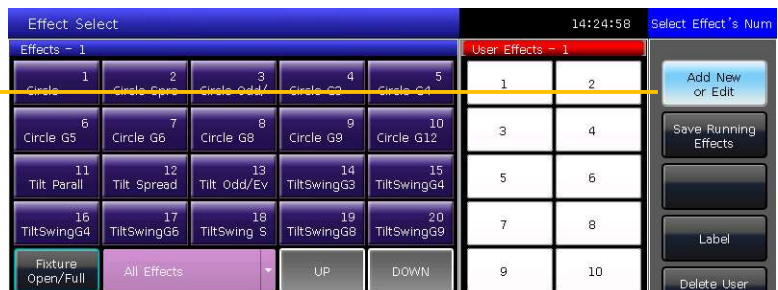 Effect Select 14:24:58 Select Effect's Num
Effects - 1 User Effects - 1
1 2 3 4 5 1 2 Add New
Circle Circle Spre Circle Odd/ Circle G3 Circle G4 or Edit
6 7 8 9 10 3 4 Save Running
Circle G5 Circle G6 Circle G8 Circle G9 Circle G12 Effects
11 12 13 14 15 5 6
Tilt Parall Tilt Spread Tilt Odd/Ev TiltSwingG3 TiltSwingG4
16 17 18 19 20 7 8 Label
TiltSwingG4 TiltSwingG6 TiltSwing S TiltSwingG8 TiltSwingG9
Fixture All Effects UP DOWN 9 10 Delete User
Open/Full